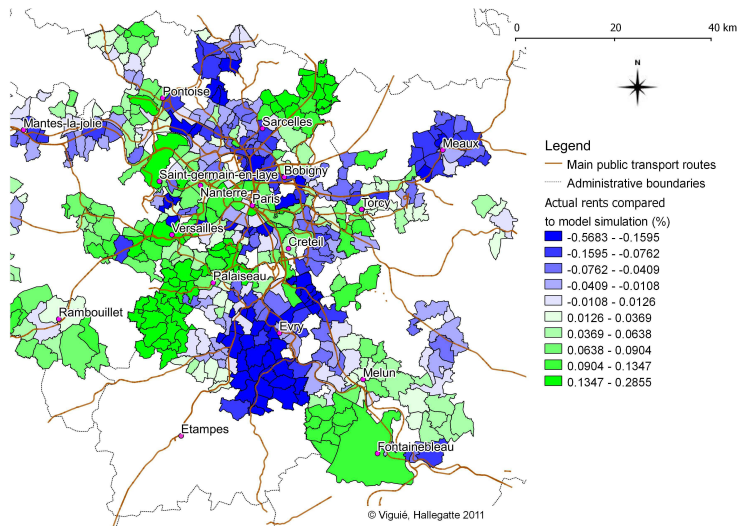 0 20 40 km
N
Pontoise
Mantes-la-jolie
Sarcelles
Meaux
Saint-germain-en-laye
Bobigny
Nanterre
Paris
Torcy
Versailles
Creteil
Palaiseau
Rambouillet
Evry
Melun
Etampes
Fontainebleau
Legend
Main public transport routes
Administrative boundaries
Actual rents compared
to model simulation (%)
-0.5683 - -0.1595
-0.1595 - -0.0762
-0.0762 - -0.0409
-0.0409 - -0.0108
-0.0108 - 0.0126
0.0126 - 0.0369
0.0369 - 0.0638
0.0638 - 0.0904
0.0904 - 0.1347
0.1347 - 0.2855
© Viguié, Hallegatte 2011